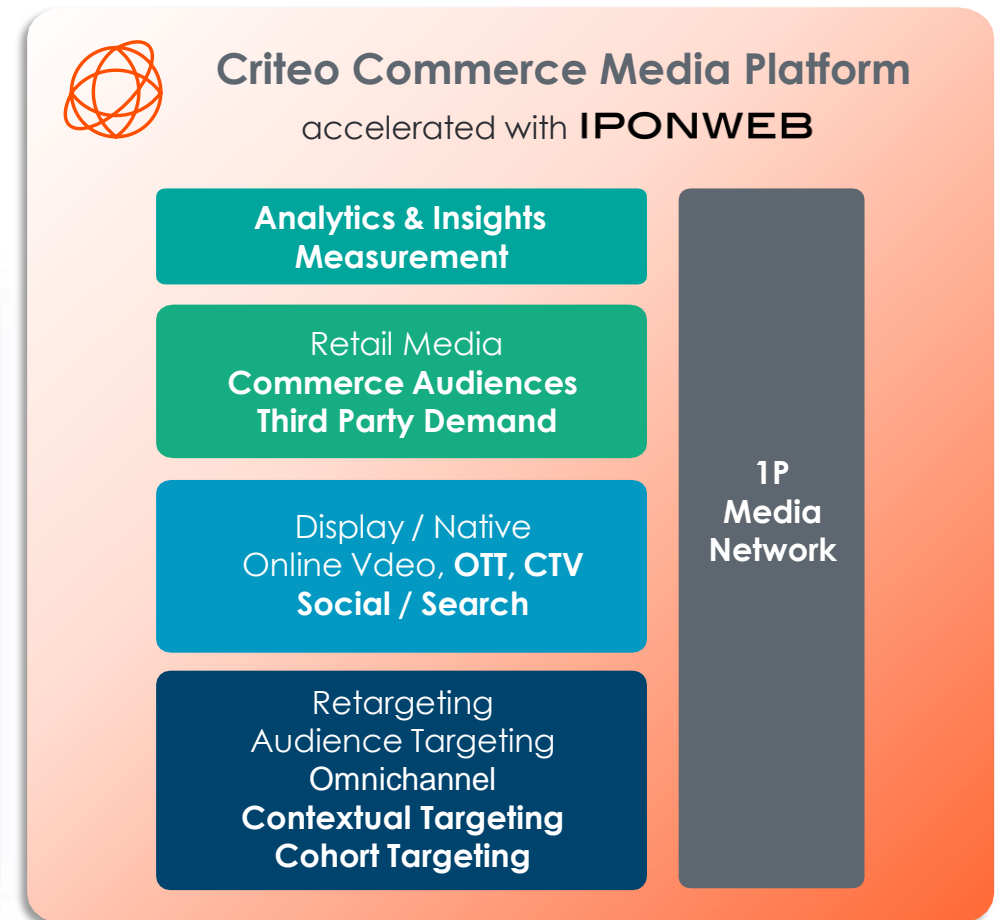 Criteo Commerce Media Platform
accelerated with IPONWEB
Analytics & Insights
Measurement
Retail Media
Commerce Audiences
Third Party Demand
Display / Native
Online Vdeo, OTT, CTV
Social / Search
Retargeting
Audience Targeting
Omnichannel
Contextual Targeting
Cohort Targeting
1P
Media
Network